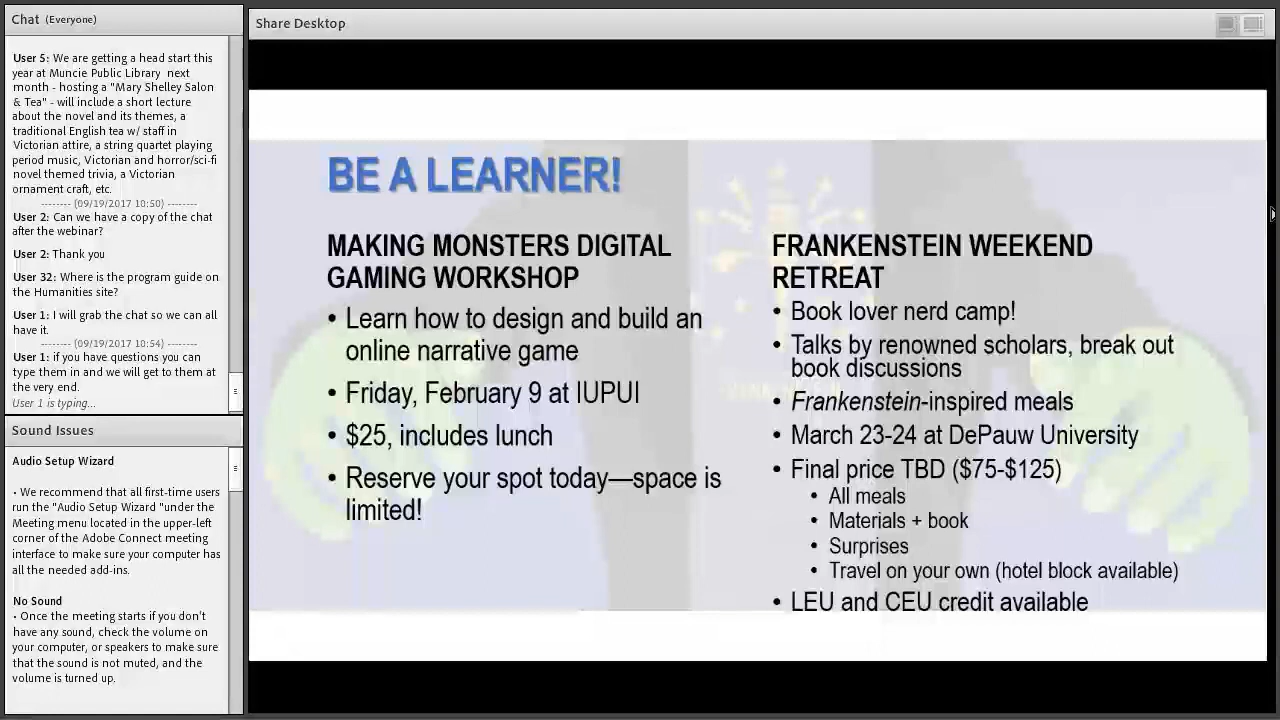 Chat (Everyone)
User 5: We are getting a head start this
year at Muncie Public Library next
month - hosting a "Mary Shelley Salon
& Tea" - will include a short lecture
about the novel and its themes, a
traditional English tea w/ staff in
Victorian attire, a string quartet playing
period music, Victorian and horror/sci-fi
novel themed trivia, a Victorian
ornament craft, etc.
-------- (09/19/2017 10:50) --------
User 2: Can we have a copy of the chat
after the webinar?
User 2: Thank you
User 32: Where is the program guide on
the Humanities site?
User 1: I will grab the chat so we can all
have it.
-------- (09/19/2017 10:54) --------
User 1: if you have questions you can
type them in and we will get to them at
the very end.
User 1 is typing...
Sound Issues
Audio Setup Wizard
• We recommend that all first-time users
run the "Audio Setup Wizard "under the
Meeting menu located in the upper-left
corner of the Adobe Connect meeting
interface to make sure your computer has
all the needed add-ins.
No Sound
• Once the meeting starts if you don't
have any sound, check the volume on
your computer, or speakers to make sure
that the sound is not muted, and the
volume is turned up.
Share Desktop
BE A LEARNER!
MAKING MONSTERS DIGITAL
GAMING WORKSHOP
• Learn how to design and build an
online narrative game
• Friday, February 9 at IUPUI
• $25, includes lunch
• Reserve your spot today—space is
limited!
FRANKENSTEIN WEEKEND
RETREAT
• Book lover nerd camp!
• Talks by renowned scholars, break out
book discussions
• Frankenstein-inspired meals
• March 23-24 at DePauw University
• Final price TBD ($75-$125)
• All meals
• Materials + book
• Surprises
• Travel on your own (hotel block available)
• LEU and CEU credit available